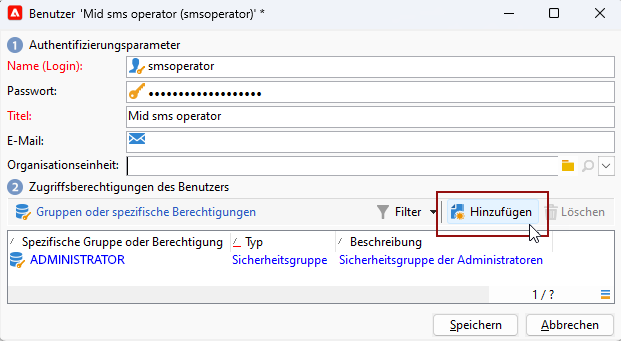 Benutzer 'Mid sms operator (smsoperator)' *
1 Authentifizierungsparameter
Name (Login): smsoperator
Passwort: •••••••••••••••••••
Titel: Mid sms operator
E-Mail:
Organisationseinheit:
2 Zugriffsberechtigungen des Benutzers
Gruppen oder spezifische Berechtigungen Filter Hinzufügen Löschen
Spezifische Gruppe oder Berechtigung Typ Beschreibung
ADMINISTRATOR Sicherheitsgruppe Sicherheitsgruppe der Administratoren
1 / ?
Speichern Abbrechen